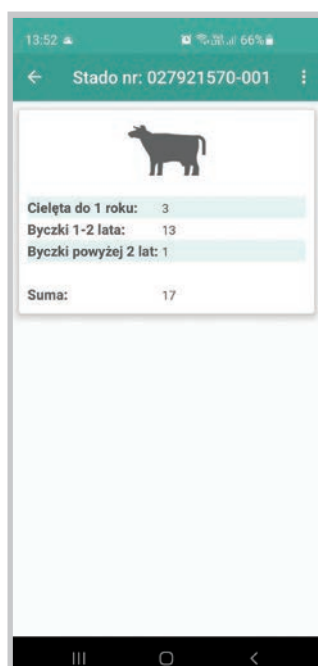 13:52
66%
Stado nr: 027921570-001
Cielęta do 1 roku: 3
Byczki 1-2 lata: 13
Byczki powyżej 2 lat: 1
Suma: 17